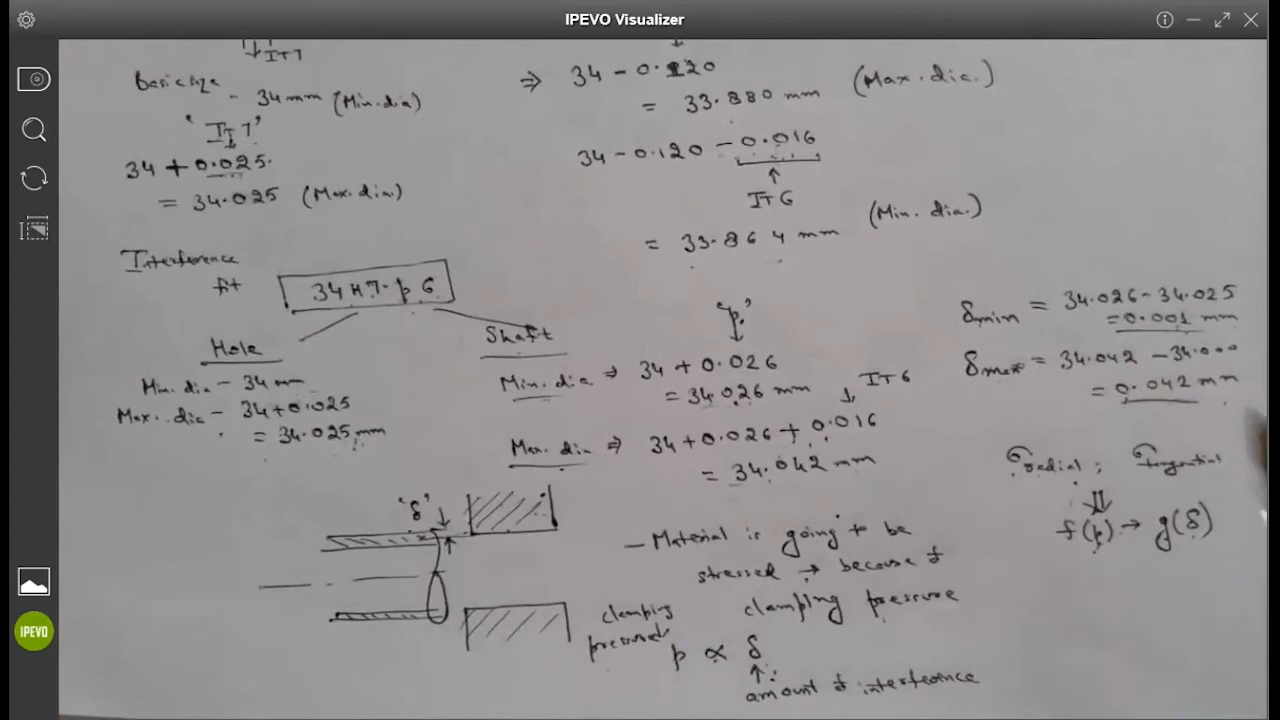 IPEVO Visualizer
↓ IT7
Basic size - 34 mm (Min. dia)
'IT7'
34 + 0.025
= 34.025 (Max. dia)
⇒ 34 - 0.120
= 33.880 mm (Max. dia.)
34 - 0.120 - 0.016
↑
IT6
(Min. dia.)
= 33.864 mm
Interference
fit
34 H7-p6
Hole
Min. dia - 34 mm
Max. dia - 34+0.025
= 34.025 mm
Shaft
'p'
Min. dia ⇒ 34 + 0.026
= 34.026 mm
↓ IT6
Max. dia ⇒ 34 + 0.026 + 0.016
= 34.042 mm
δmin = 34.026 - 34.025
= 0.001 mm
δmax = 34.042 - 34.000
= 0.042 mm
σradial ; σtangential
⇓
f(p) → g(δ)
'δ'
- Material is going to be
stressed → because of
clamping pressure
clamping
pressure
p ∝ δ
↑
amount of interference
IPEVO